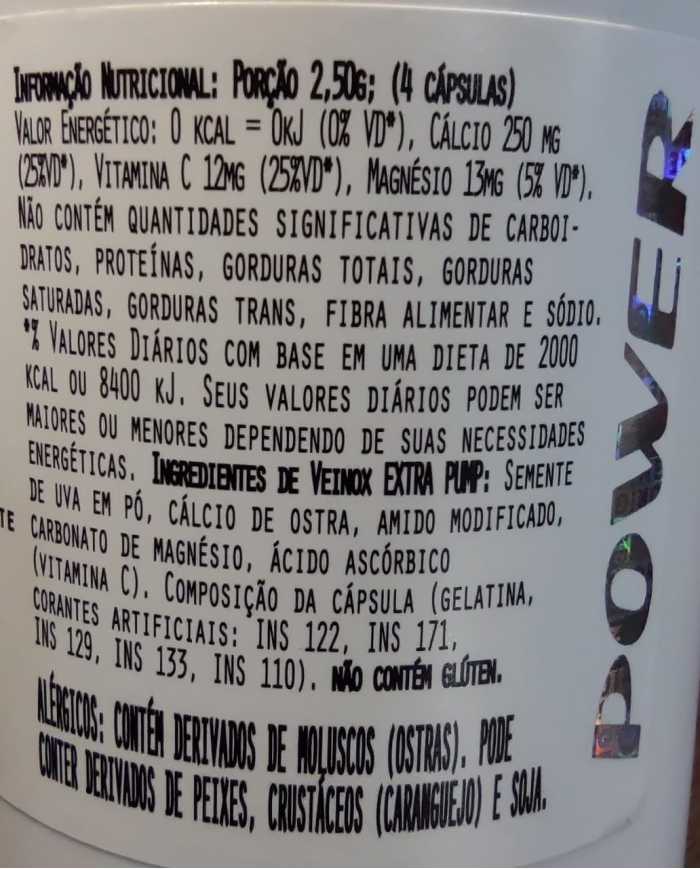 Informação Nutricional: Porção 2,50g; (4 cápsulas)
Valor Energético: 0 kcal = 0kJ (0% VD*), Cálcio 250 mg
(25%VD*), Vitamina C 12mg (25%VD*), Magnésio 13mg (5% VD*).
Não contém quantidades significativas de carboi-
dratos, proteínas, gorduras totais, gorduras
saturadas, gorduras trans, fibra alimentar e sódio.
*% Valores Diários com base em uma dieta de 2000
kcal ou 8400 kJ. Seus valores diários podem ser
maiores ou menores dependendo de suas necessidades
energéticas. Ingredientes de Veinox extra pump: Semente
de uva em pó, cálcio de ostra, amido modificado,
carbonato de magnésio, ácido ascórbico
(vitamina C). Composição da cápsula (gelatina,
corantes artificiais: INS 122, INS 171,
INS 129, INS 133, INS 110). Não contém glúten.
ALÉRGICOS: CONTÉM DERIVADOS DE MOLUSCOS (OSTRAS). PODE
CONTER DERIVADOS DE PEIXES, CRUSTÁCEOS (CARANGUEJO) E SOJA.
TE
POWER